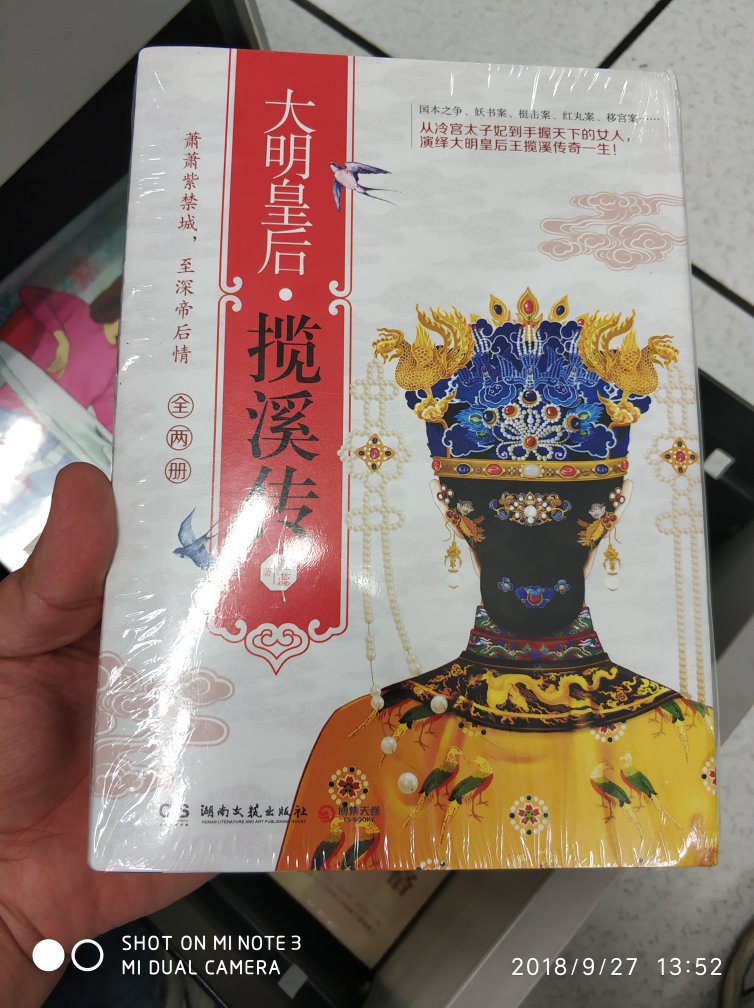 大明皇后·揽溪传
萧萧紫禁城，至深帝后情
全两册
国本之争、妖书案、梃击案、红丸案、移宫案……
从冷宫太子妃到手握天下的女人，
演绎大明皇后王揽溪传奇一生！
湖南文艺出版社
HUNAN LITERATURE AND ART PUBLISHING HOUSE
博集天卷
CS-BOOKY
SHOT ON MI NOTE 3
MI DUAL CAMERA
2018/9/27 13:52